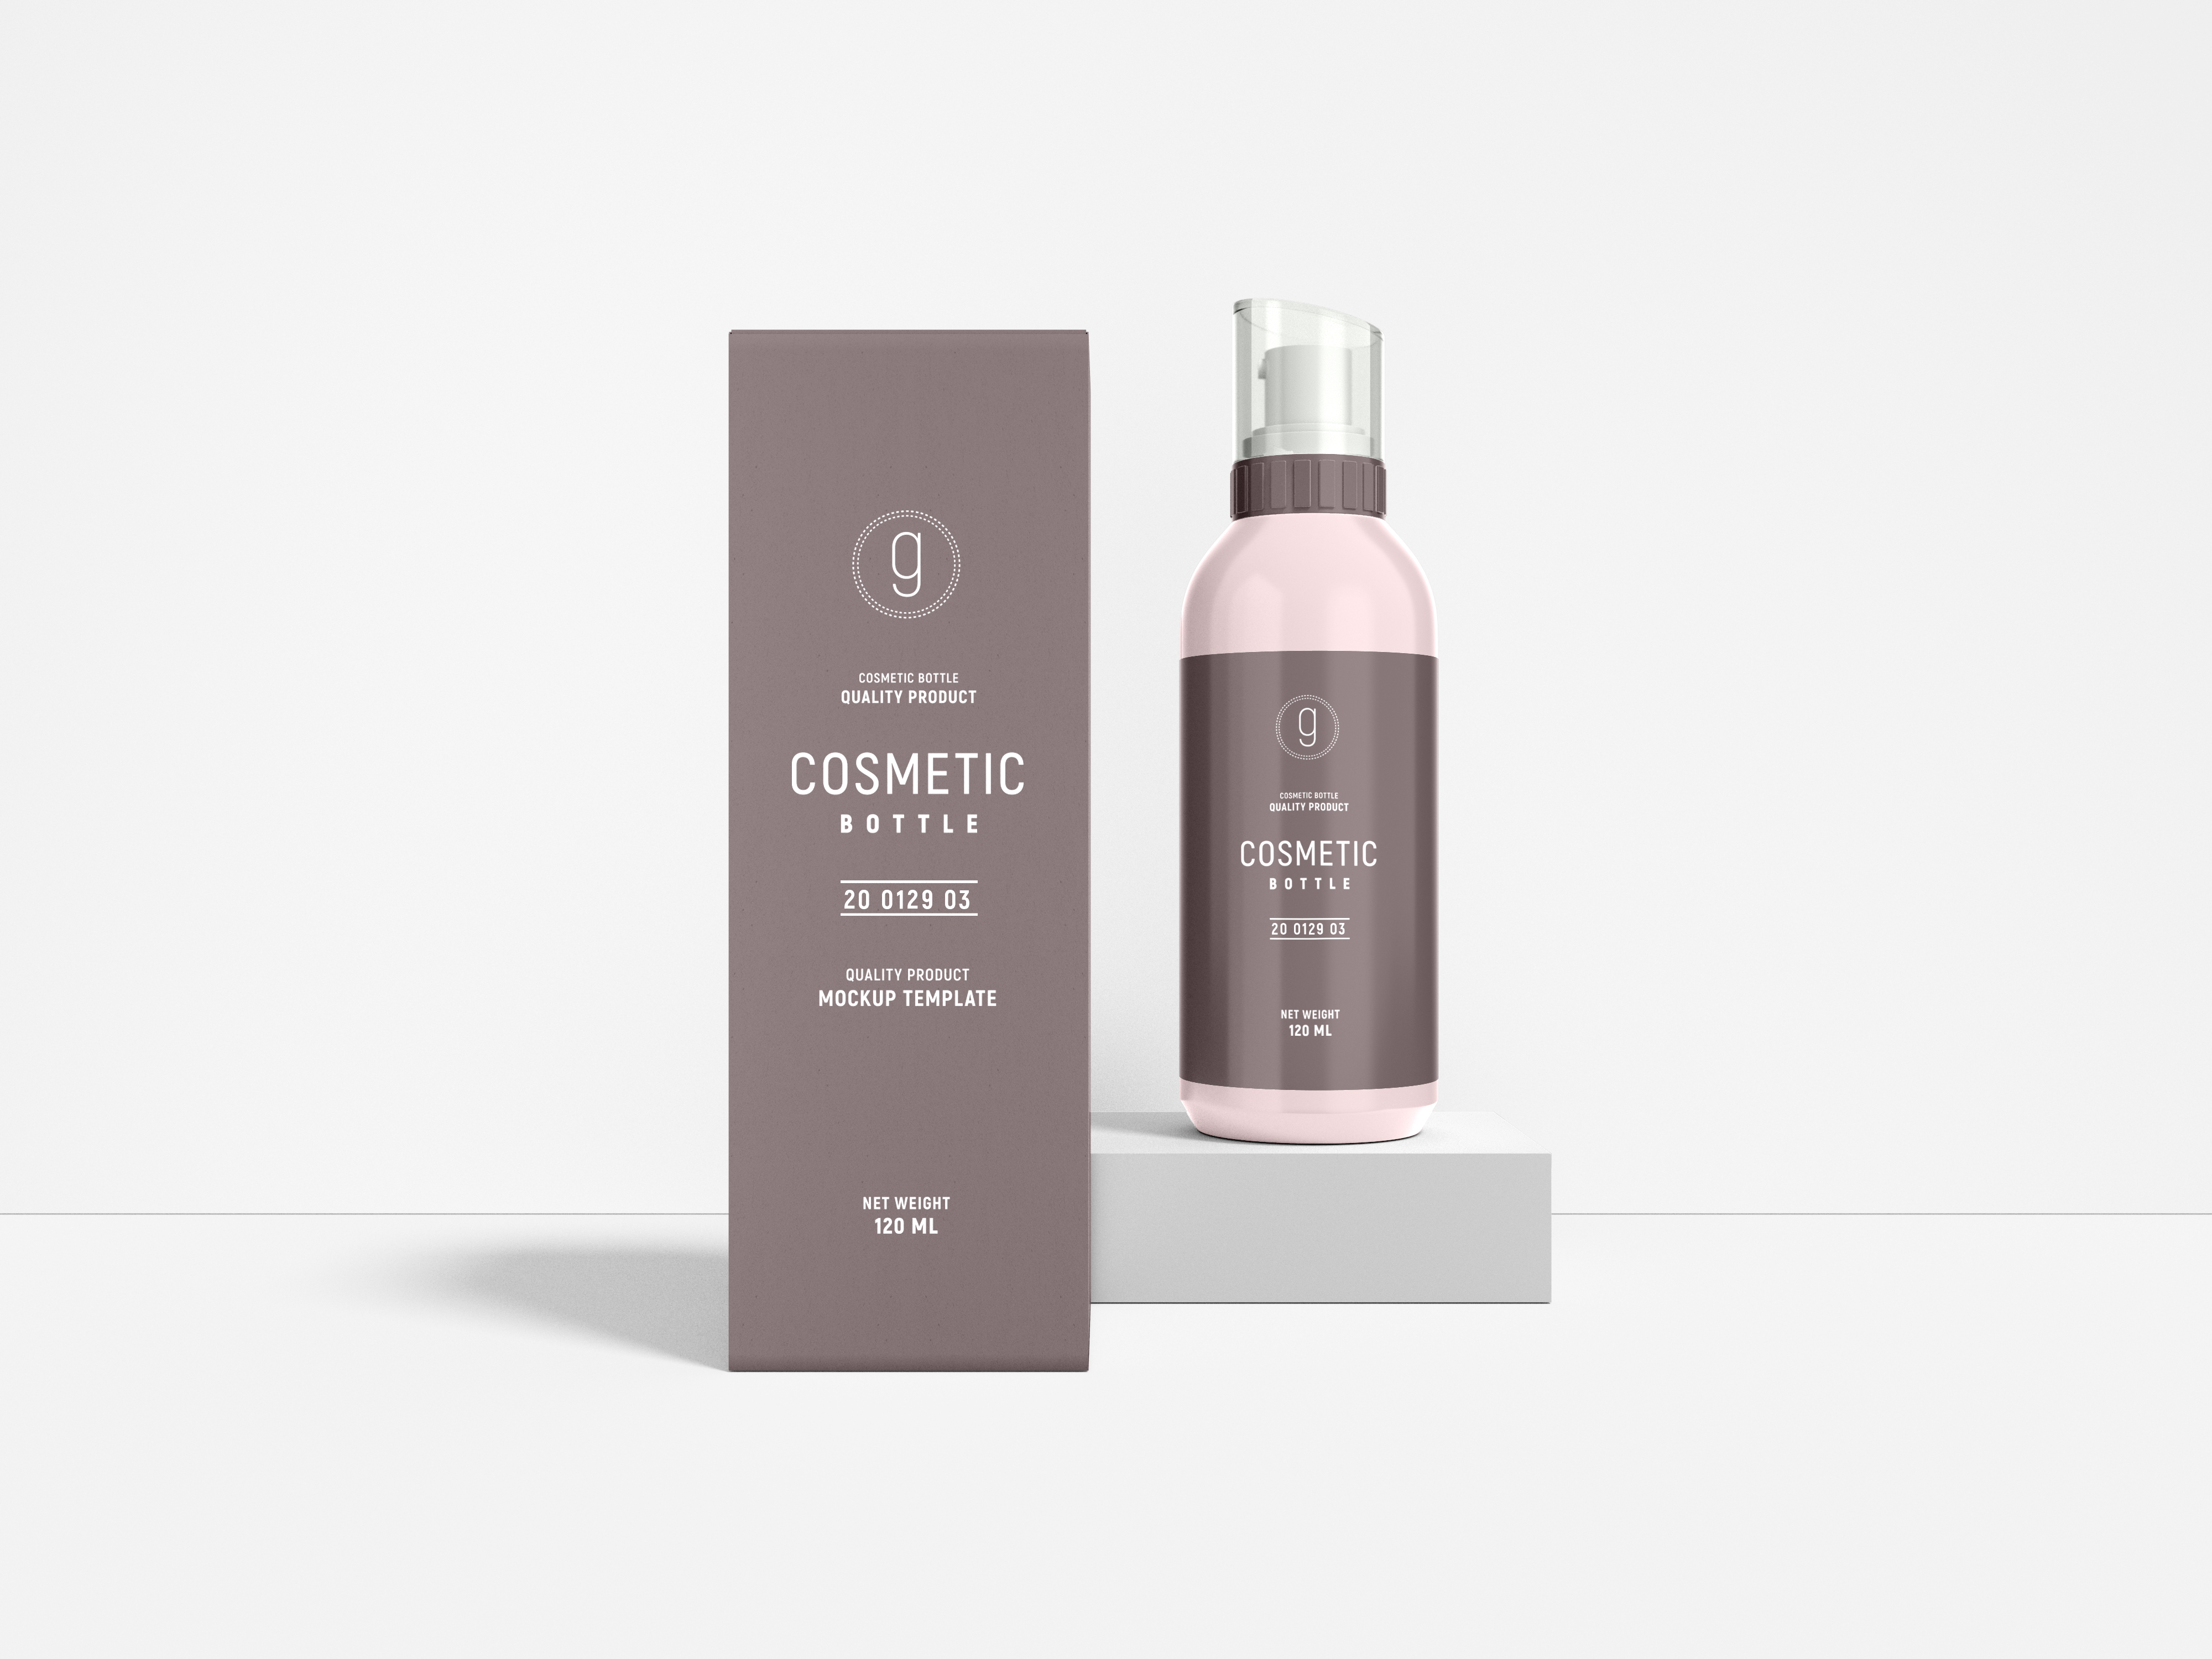 g
COSMETIC BOTTLE
QUALITY PRODUCT
COSMETIC
BOTTLE
20 0129 03
QUALITY PRODUCT
MOCKUP TEMPLATE
NET WEIGHT
120 ML
g
COSMETIC BOTTLE
QUALITY PRODUCT
COSMETIC
BOTTLE
20 0129 03
NET WEIGHT
120 ML